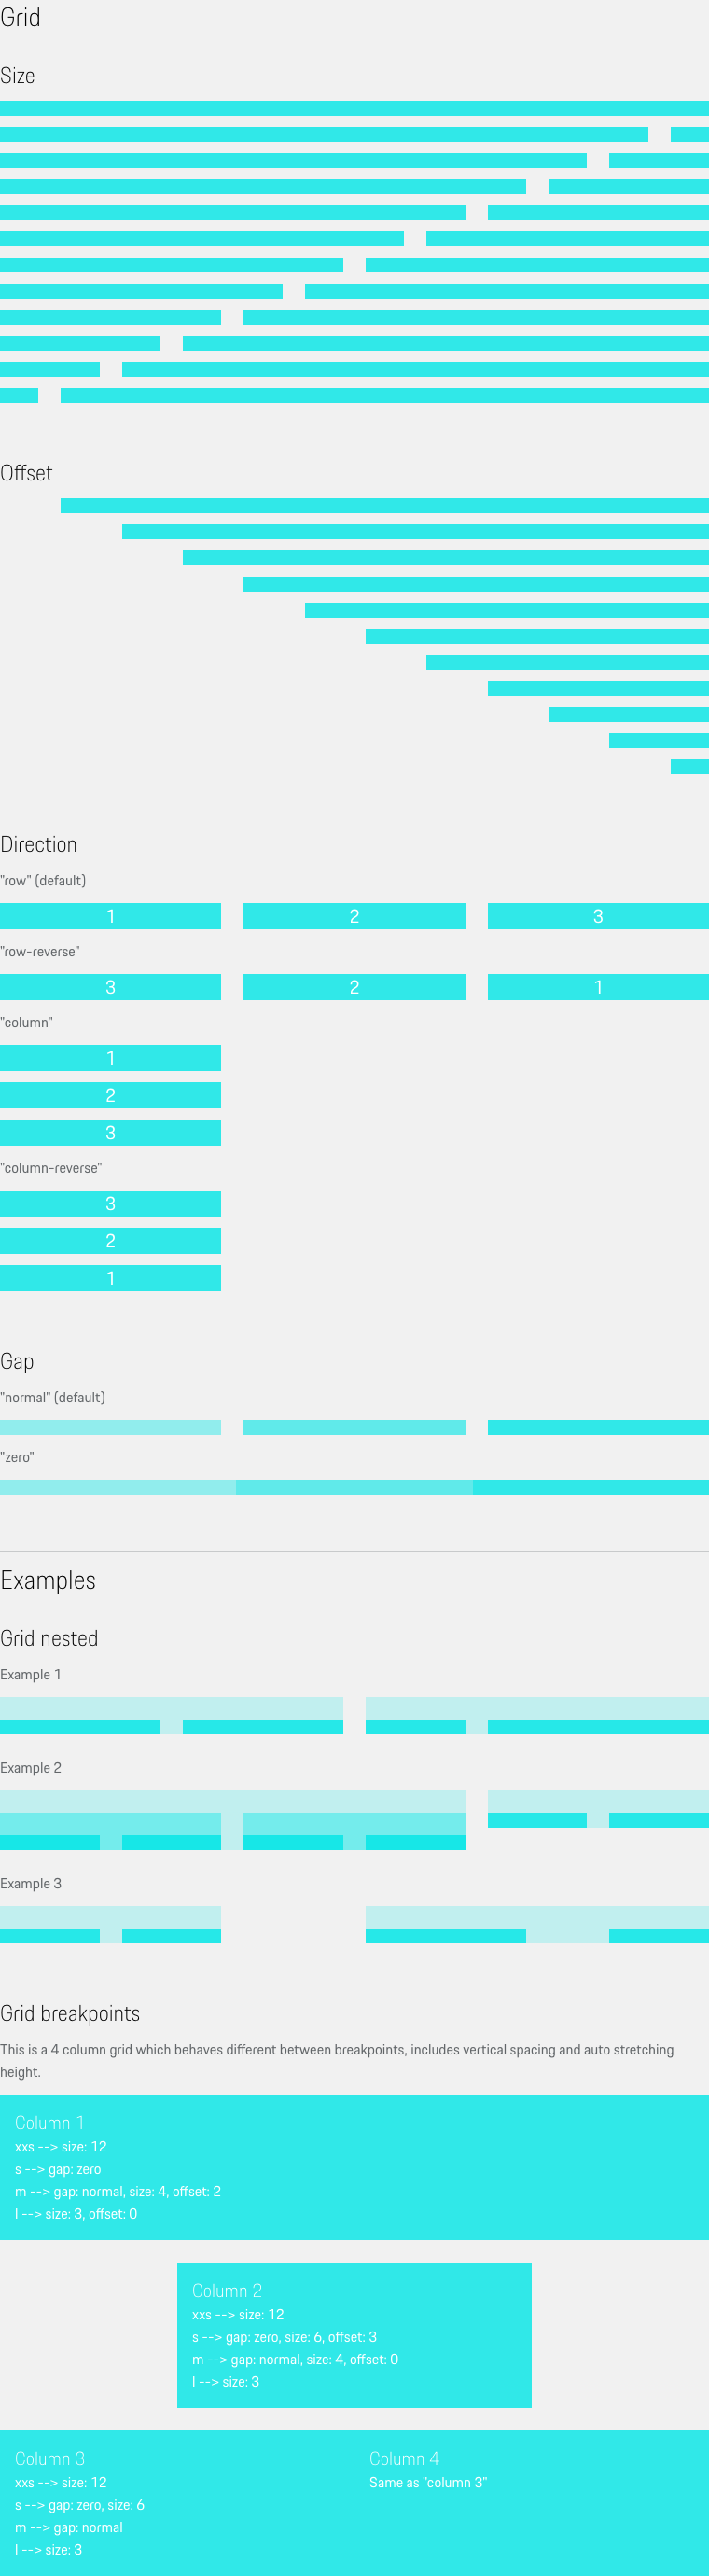 Grid
Size
Offset
Direction
"row" (default)
1 2 3
"row-reverse"
3 2 1
"column"
1
2
3
"column-reverse"
3
2
1
Gap
"normal" (default)
"zero"
Examples
Grid nested
Example 1
Example 2
Example 3
Grid breakpoints
This is a 4 column grid which behaves different between breakpoints, includes vertical spacing and auto stretching
height.
Column 1
xxs --> size: 12
s --> gap: zero
m --> gap: normal, size: 4, offset: 2
l --> size: 3, offset: 0
Column 2
xxs --> size: 12
s --> gap: zero, size: 6, offset: 3
m --> gap: normal, size: 4, offset: 0
l --> size: 3
Column 3
xxs --> size: 12
s --> gap: zero, size: 6
m --> gap: normal
l --> size: 3
Column 4
Same as "column 3"